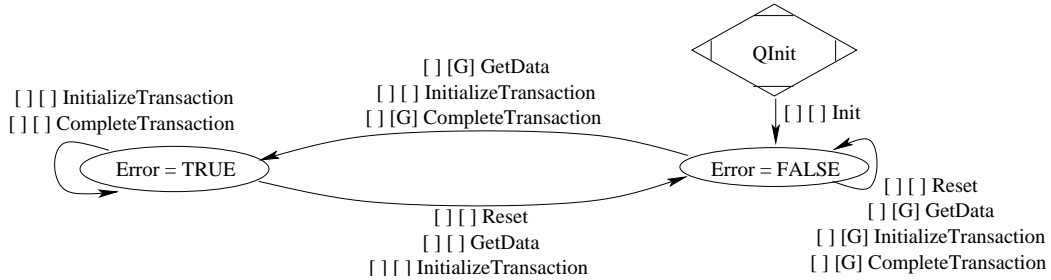 QInit
[ ] [G] GetData
[ ] [ ] InitializeTransaction
[ ] [G] CompleteTransaction
[ ] [ ] InitializeTransaction
[ ] [ ] CompleteTransaction
[ ] [ ] Init
Error = TRUE
Error = FALSE
[ ] [ ] Reset
[ ] [ ] GetData
[ ] [ ] InitializeTransaction
[ ] [ ] Reset
[ ] [G] GetData
[ ] [G] InitializeTransaction
[ ] [G] CompleteTransaction